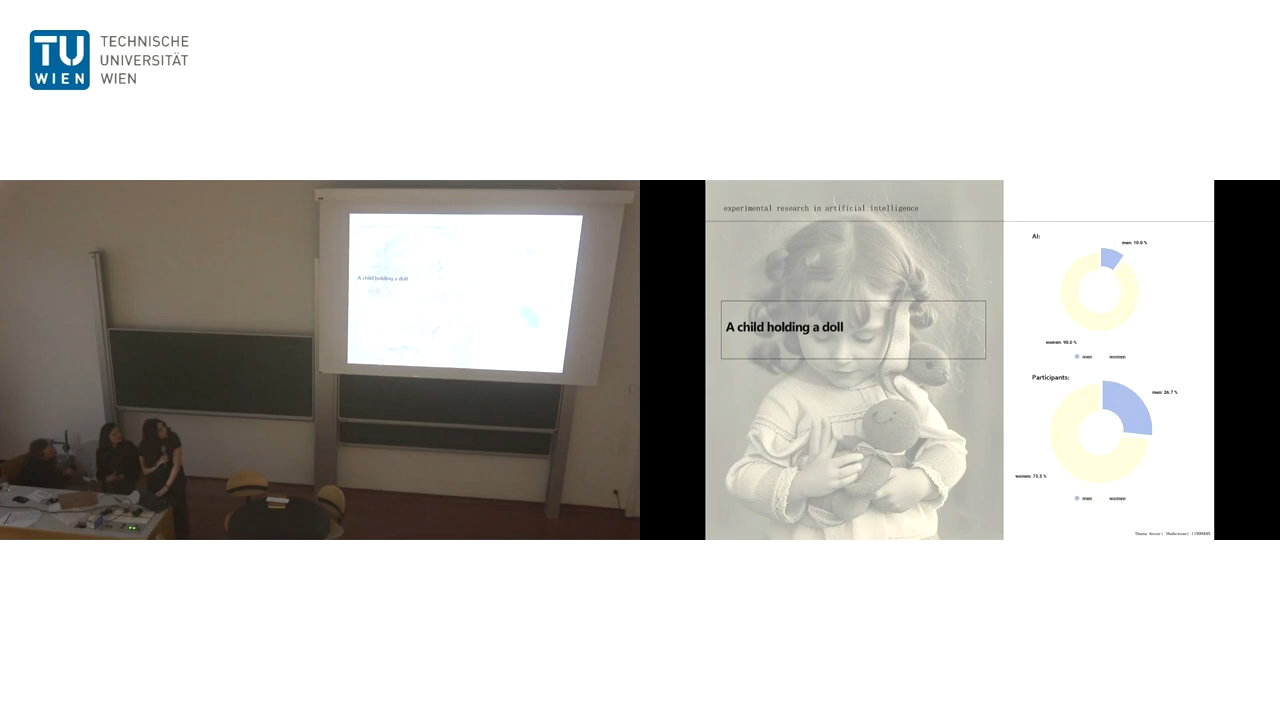 TU
WIEN
TECHNISCHE
UNIVERSITÄT
WIEN
A child holding a doll
experimental research in artificial intelligence
A child holding a doll
AI:
men: 10.0 %
women: 90.0 %
men women
Participants:
men: 26.7 %
women: 73.3 %
men women